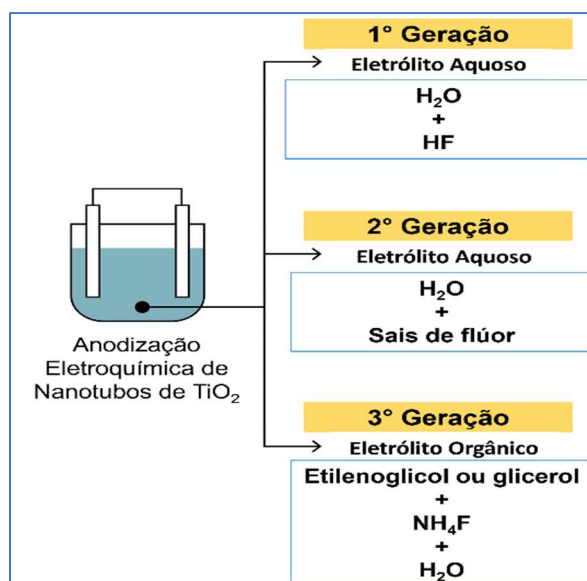 1° Geração
Eletrólito Aquoso
H₂O
+
HF
2° Geração
Eletrólito Aquoso
H₂O
+
Sais de flúor
Anodização
Eletroquímica de
Nanotubos de TiO₂
3° Geração
Eletrólito Orgânico
Etilenoglicol ou glicerol
+
NH₄F
+
H₂O